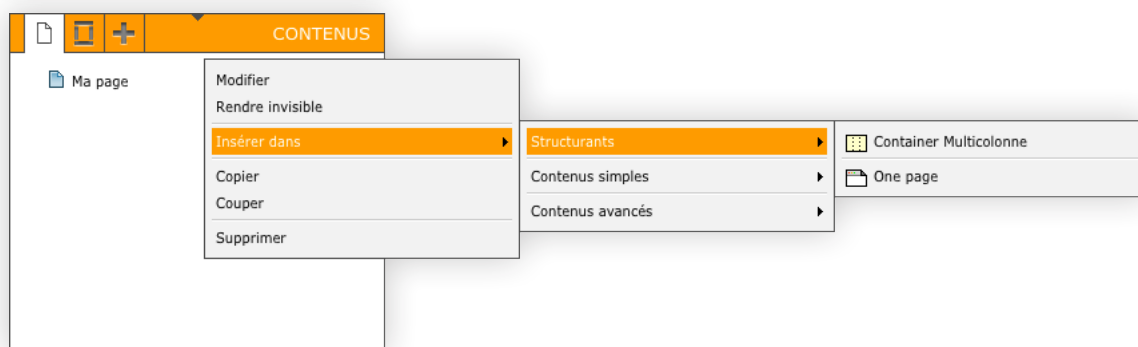 CONTENUS
Ma page
Modifier
Rendre invisible
Insérer dans
Copier
Couper
Supprimer
Structurants
Contenus simples
Contenus avancés
Container Multicolonne
One page